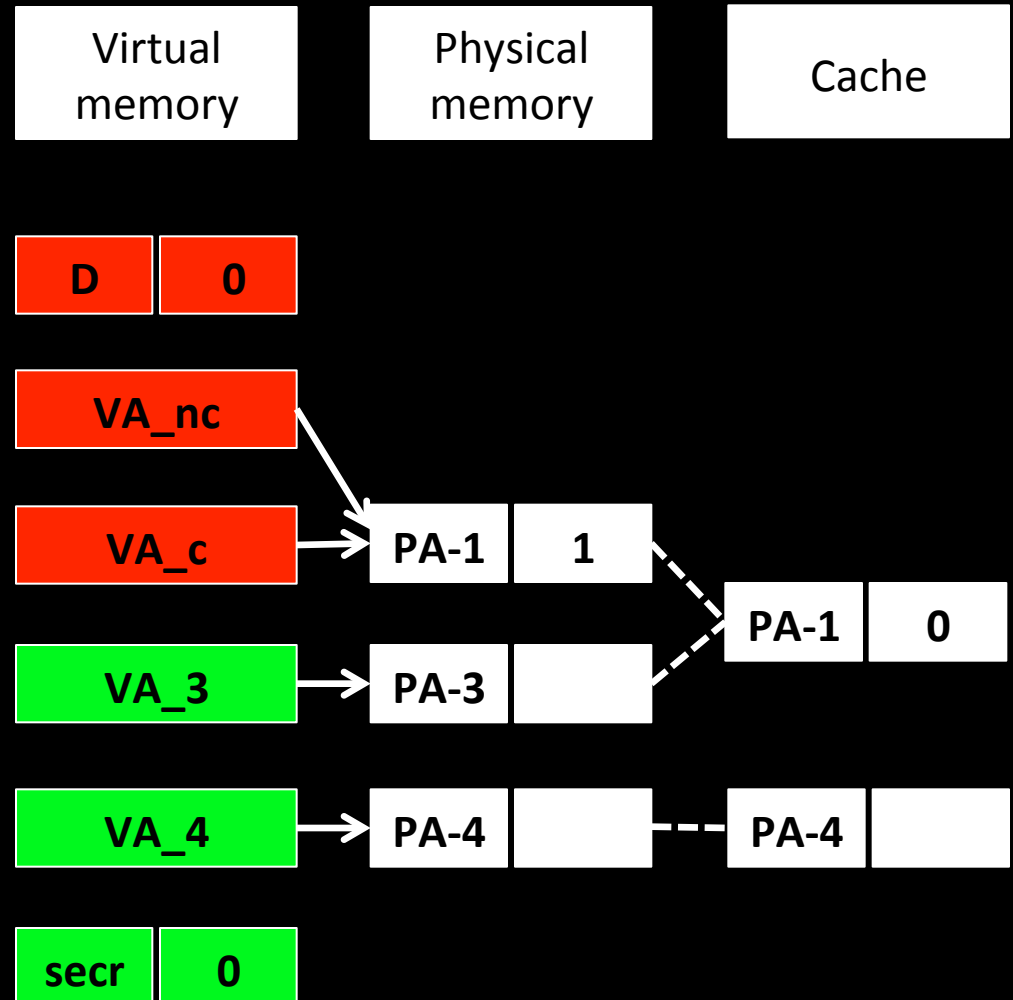 Virtual
memory
Physical
memory
Cache
D 0
VA_nc
VA_c
PA-1 1
PA-1 0
VA_3
PA-3
VA_4
PA-4
PA-4
secr 0